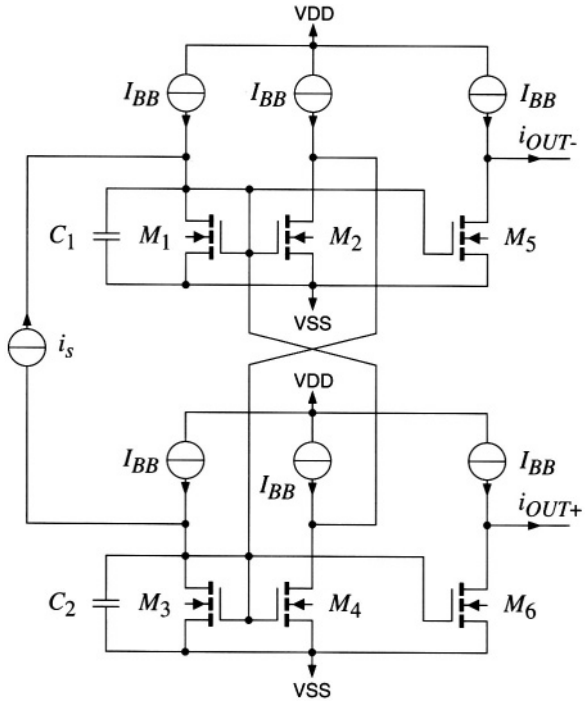 VDD
I_BB
I_BB
I_BB
i_OUT-
C_1
M_1
M_2
M_5
VSS
i_s
VDD
I_BB
I_BB
I_BB
i_OUT+
C_2
M_3
M_4
M_6
VSS